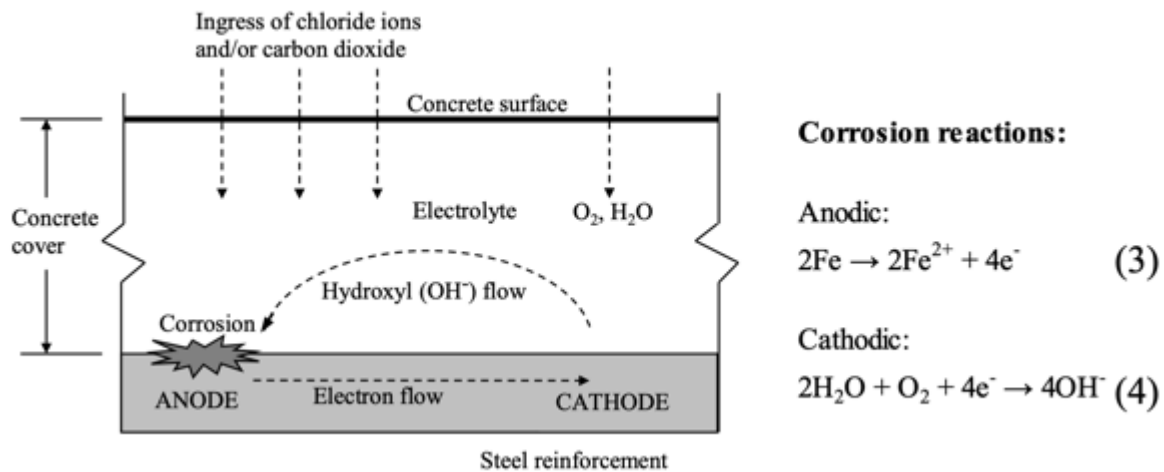 Ingress of chloride ions
and/or carbon dioxide
Concrete surface
Concrete
cover
Electrolyte
O₂, H₂O
Hydroxyl (OH⁻) flow
Corrosion
ANODE
Electron flow
CATHODE
Steel reinforcement
Corrosion reactions:
Anodic:
2Fe → 2Fe²⁺ + 4e⁻ (3)
Cathodic:
2H₂O + O₂ + 4e⁻ → 4OH⁻ (4)